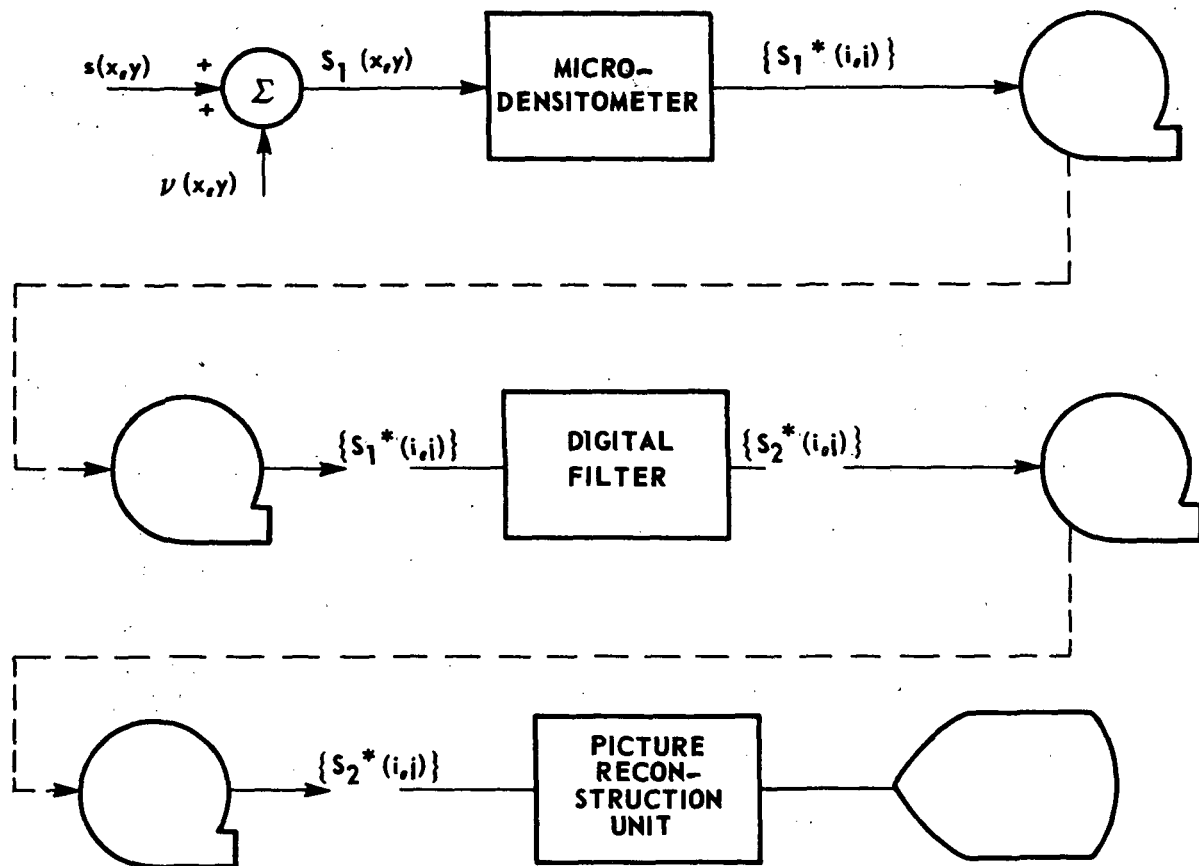 s(x,y)
+
+
Σ
S₁ (x,y)
ν(x,y)
MICRO-
DENSITOMETER
{S₁*(i,j)}
{S₁*(i,j)}
DIGITAL
FILTER
{S₂*(i,j)}
{S₂*(i,j)}
PICTURE
RECON-
STRUCTION
UNIT